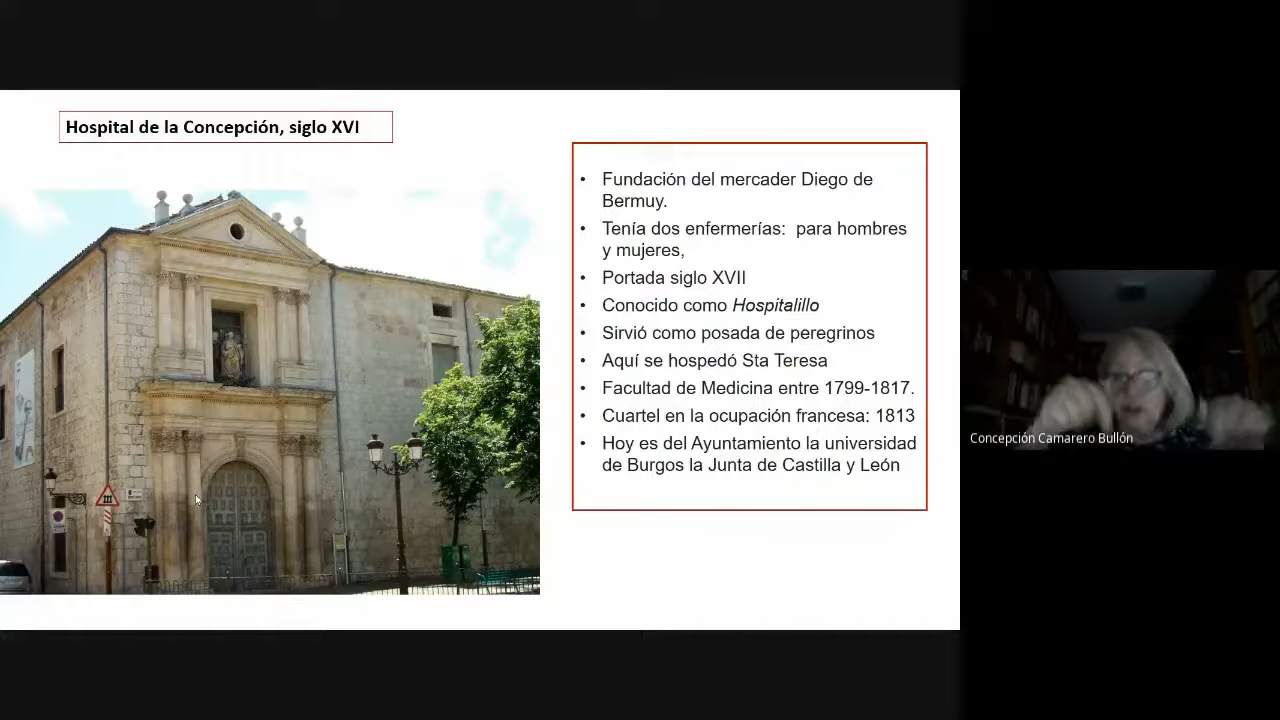 Hospital de la Concepción, siglo XVI
• Fundación del mercader Diego de
Bermuy.
• Tenía dos enfermerías:  para hombres
y mujeres,
• Portada siglo XVII
• Conocido como Hospitalillo
• Sirvió como posada de peregrinos
• Aquí se hospedó Sta Teresa
• Facultad de Medicina entre 1799-1817.
• Cuartel en la ocupación francesa: 1813
• Hoy es del Ayuntamiento la universidad
de Burgos la Junta de Castilla y León
Concepción Camarero Bullón